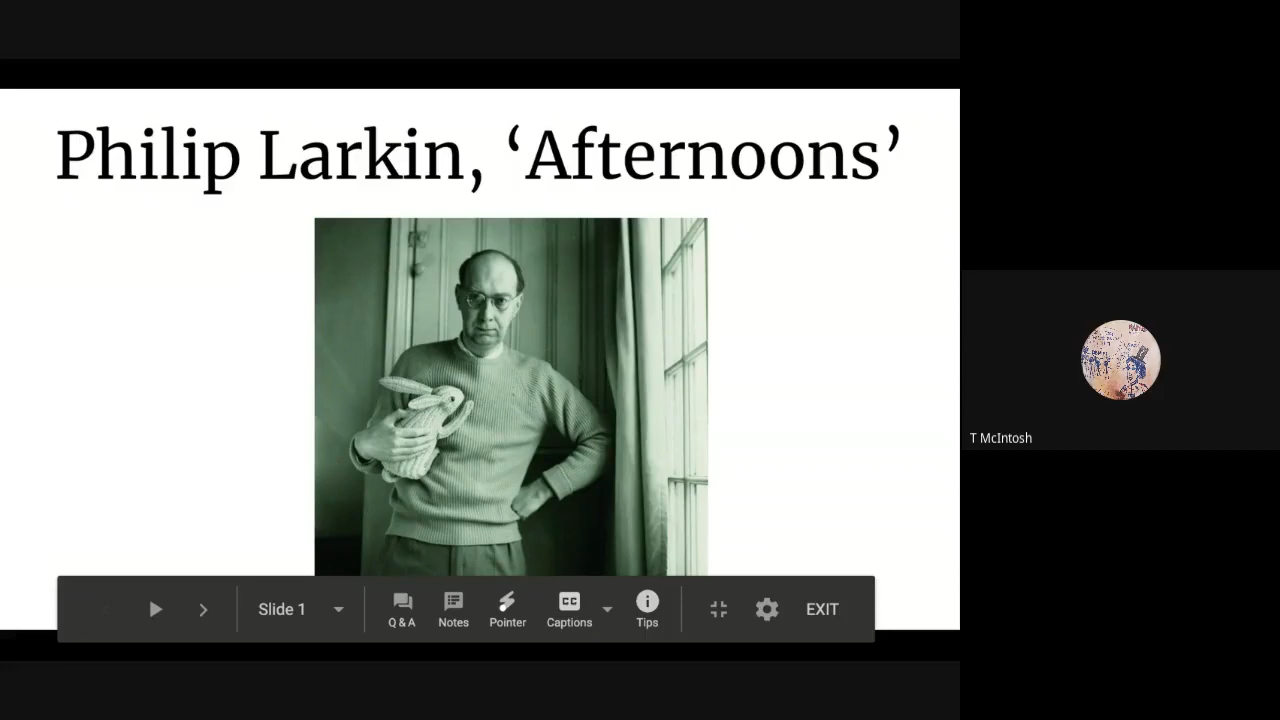 Philip Larkin, ‘Afternoons’
Slide 1
Q & A
Notes
Pointer
CC
Captions
Tips
EXIT
T McIntosh